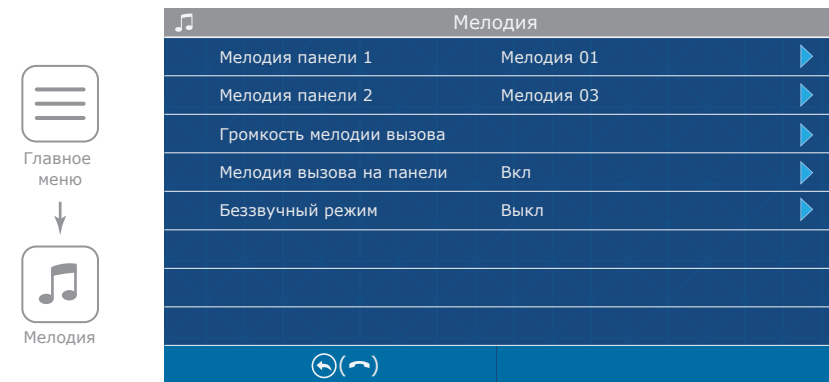 Главное
меню
Мелодия
Мелодия
Мелодия панели 1 Мелодия 01
Мелодия панели 2 Мелодия 03
Громкость мелодии вызова
Мелодия вызова на панели Вкл
Беззвучный режим Выкл
( )